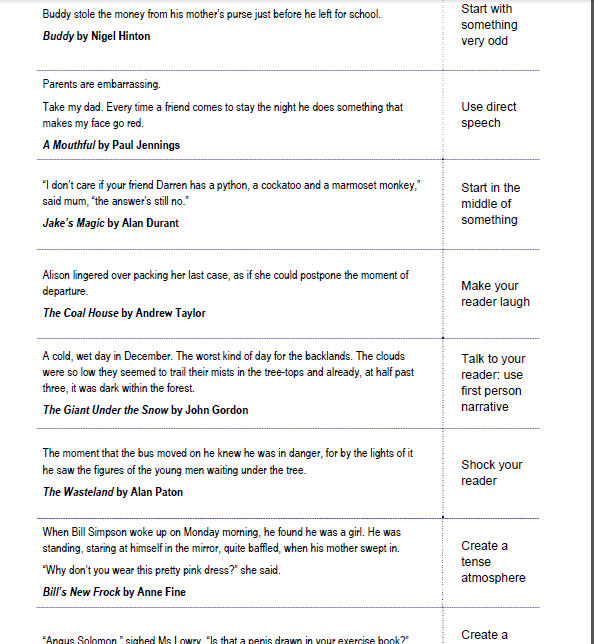 Buddy stole the money from his mother's purse just before he left for school.
Buddy by Nigel Hinton
Start with
something
very odd
Parents are embarrassing.
Take my dad. Every time a friend comes to stay the night he does something that
makes my face go red.
A Mouthful by Paul Jennings
Use direct
speech
“I don't care if your friend Darren has a python, a cockatoo and a marmoset monkey,”
said mum, “the answer's still no.”
Jake's Magic by Alan Durant
Start in the
middle of
something
Alison lingered over packing her last case, as if she could postpone the moment of
departure.
The Coal House by Andrew Taylor
Make your
reader laugh
A cold, wet day in December. The worst kind of day for the backlands. The clouds
were so low they seemed to trail their mists in the tree-tops and already, at half past
three, it was dark within the forest.
The Giant Under the Snow by John Gordon
Talk to your
reader: use
first person
narrative
The moment that the bus moved on he knew he was in danger, for by the lights of it
he saw the figures of the young men waiting under the tree.
The Wasteland by Alan Paton
Shock your
reader
When Bill Simpson woke up on Monday morning, he found he was a girl. He was
standing, staring at himself in the mirror, quite baffled, when his mother swept in.
“Why don't you wear this pretty pink dress?” she said.
Bill's New Frock by Anne Fine
Create a
tense
atmosphere
“Angus Solomon,” sighed Ms Lowry. “Is that a penis drawn in your exercise book?”
Create a